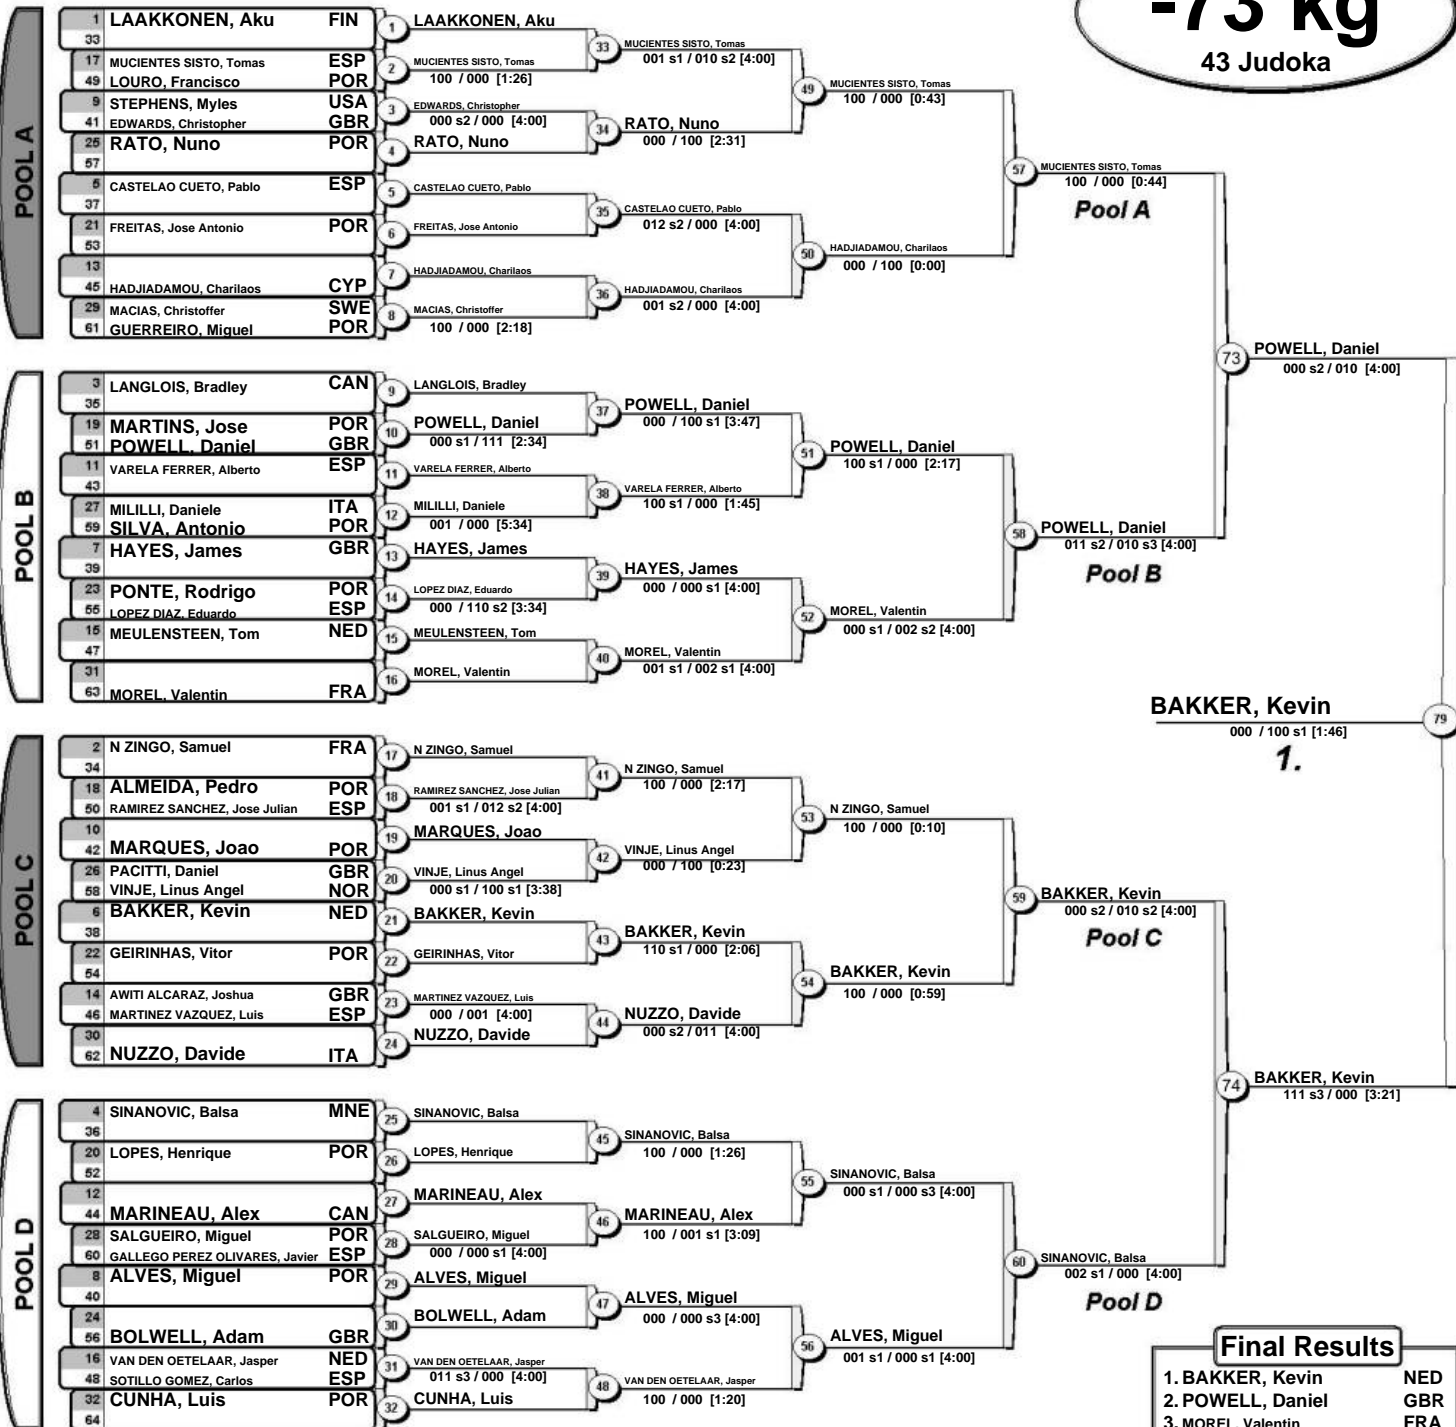 -73 kg
43 Judoka
POOL A
1 LAAKKONEN, Aku FIN
33
17 MUCIENTES SISTO, Tomas ESP
49 LOURO, Francisco POR
9 STEPHENS, Myles USA
41 EDWARDS, Christopher GBR
25 RATO, Nuno POR
57
5 CASTELAO CUETO, Pablo ESP
37
21 FREITAS, Jose Antonio POR
53
13
45 HADJIADAMOU, Charilaos CYP
29 MACIAS, Christoffer SWE
61 GUERREIRO, Miguel POR
1 LAAKKONEN, Aku
2 MUCIENTES SISTO, Tomas
100 / 000 [1:26]
3 EDWARDS, Christopher
000 s2 / 000 [4:00]
4 RATO, Nuno
5 CASTELAO CUETO, Pablo
6 FREITAS, Jose Antonio
7 HADJIADAMOU, Charilaos
8 MACIAS, Christoffer
100 / 000 [2:18]
33 MUCIENTES SISTO, Tomas
001 s1 / 010 s2 [4:00]
34 RATO, Nuno
000 / 100 [2:31]
35 CASTELAO CUETO, Pablo
012 s2 / 000 [4:00]
36 HADJIADAMOU, Charilaos
001 s2 / 000 [4:00]
49 MUCIENTES SISTO, Tomas
100 / 000 [0:43]
50 HADJIADAMOU, Charilaos
000 / 100 [0:00]
57 MUCIENTES SISTO, Tomas
100 / 000 [0:44]
Pool A
POOL B
3 LANGLOIS, Bradley CAN
35
19 MARTINS, Jose POR
51 POWELL, Daniel GBR
11 VARELA FERRER, Alberto ESP
43
27 MILILLI, Daniele ITA
59 SILVA, Antonio POR
7 HAYES, James GBR
39
23 PONTE, Rodrigo POR
55 LOPEZ DIAZ, Eduardo ESP
15 MEULENSTEEN, Tom NED
47
31
63 MOREL, Valentin FRA
9 LANGLOIS, Bradley
10 POWELL, Daniel
000 s1 / 111 [2:34]
11 VARELA FERRER, Alberto
12 MILILLI, Daniele
001 / 000 [5:34]
13 HAYES, James
14 LOPEZ DIAZ, Eduardo
000 / 110 s2 [3:34]
15 MEULENSTEEN, Tom
16 MOREL, Valentin
37 POWELL, Daniel
000 / 100 s1 [3:47]
38 VARELA FERRER, Alberto
100 s1 / 000 [1:45]
39 HAYES, James
000 / 000 s1 [4:00]
40 MOREL, Valentin
001 s1 / 002 s1 [4:00]
51 POWELL, Daniel
100 s1 / 000 [2:17]
52 MOREL, Valentin
000 s1 / 002 s2 [4:00]
58 POWELL, Daniel
011 s2 / 010 s3 [4:00]
Pool B
73 POWELL, Daniel
000 s2 / 010 [4:00]
BAKKER, Kevin 79
000 / 100 s1 [1:46]
1.
POOL C
2 N ZINGO, Samuel FRA
34
18 ALMEIDA, Pedro POR
50 RAMIREZ SANCHEZ, Jose Julian ESP
10
42 MARQUES, Joao POR
26 PACITTI, Daniel GBR
58 VINJE, Linus Angel NOR
6 BAKKER, Kevin NED
38
22 GEIRINHAS, Vitor POR
54
14 AWITI ALCARAZ, Joshua GBR
46 MARTINEZ VAZQUEZ, Luis ESP
30
62 NUZZO, Davide ITA
17 N ZINGO, Samuel
18 RAMIREZ SANCHEZ, Jose Julian
001 s1 / 012 s2 [4:00]
19 MARQUES, Joao
20 VINJE, Linus Angel
000 s1 / 100 s1 [3:38]
21 BAKKER, Kevin
22 GEIRINHAS, Vitor
23 MARTINEZ VAZQUEZ, Luis
000 / 001 [4:00]
24 NUZZO, Davide
41 N ZINGO, Samuel
100 / 000 [2:17]
42 VINJE, Linus Angel
000 / 100 [0:23]
43 BAKKER, Kevin
110 s1 / 000 [2:06]
44 NUZZO, Davide
000 s2 / 011 [4:00]
53 N ZINGO, Samuel
100 / 000 [0:10]
54 BAKKER, Kevin
100 / 000 [0:59]
59 BAKKER, Kevin
000 s2 / 010 s2 [4:00]
Pool C
74 BAKKER, Kevin
111 s3 / 000 [3:21]
POOL D
4 SINANOVIC, Balsa MNE
36
20 LOPES, Henrique POR
52
12
44 MARINEAU, Alex CAN
28 SALGUEIRO, Miguel POR
60 GALLEGO PEREZ OLIVARES, Javier ESP
8 ALVES, Miguel POR
40
24
56 BOLWELL, Adam GBR
16 VAN DEN OETELAAR, Jasper NED
48 SOTILLO GOMEZ, Carlos ESP
32 CUNHA, Luis POR
64
25 SINANOVIC, Balsa
26 LOPES, Henrique
27 MARINEAU, Alex
28 SALGUEIRO, Miguel
000 / 000 s1 [4:00]
29 ALVES, Miguel
30 BOLWELL, Adam
31 VAN DEN OETELAAR, Jasper
011 s3 / 000 [4:00]
32 CUNHA, Luis
45 SINANOVIC, Balsa
100 / 000 [1:26]
46 MARINEAU, Alex
100 / 001 s1 [3:09]
47 ALVES, Miguel
000 / 000 s3 [4:00]
48 VAN DEN OETELAAR, Jasper
100 / 000 [1:20]
55 SINANOVIC, Balsa
000 s1 / 000 s3 [4:00]
56 ALVES, Miguel
001 s1 / 000 s1 [4:00]
60 SINANOVIC, Balsa
002 s1 / 000 [4:00]
Pool D
Final Results
1. BAKKER, Kevin NED
2. POWELL, Daniel GBR
3. MOREL, Valentin FRA